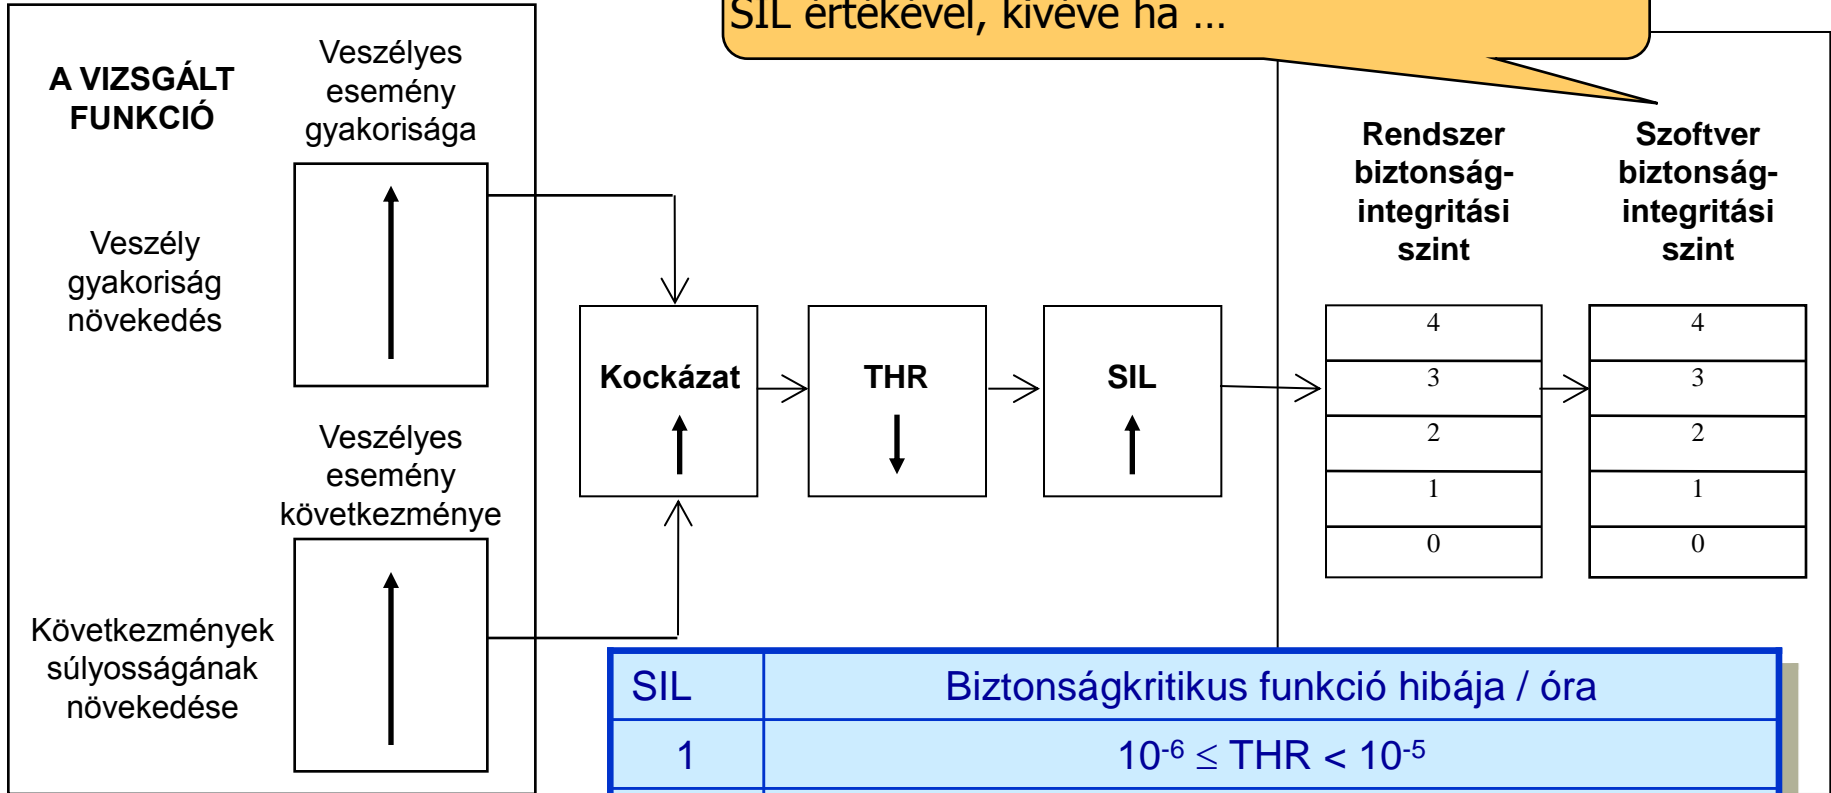 SIL értékével, kivéve ha ...
A VIZSGÁLT
FUNKCIÓ
Veszélyes
esemény
gyakorisága
Veszély
gyakoriság
növekedés
Veszélyes
esemény
következménye
Következmények
súlyosságának
növekedése
Kockázat
THR
SIL
Rendszer
biztonság-
integritási
szint
4
3
2
1
0
Szoftver
biztonság-
integritási
szint
4
3
2
1
0
SIL Biztonságkritikus funkció hibája / óra
1 10⁻⁶ ≤ THR < 10⁻⁵